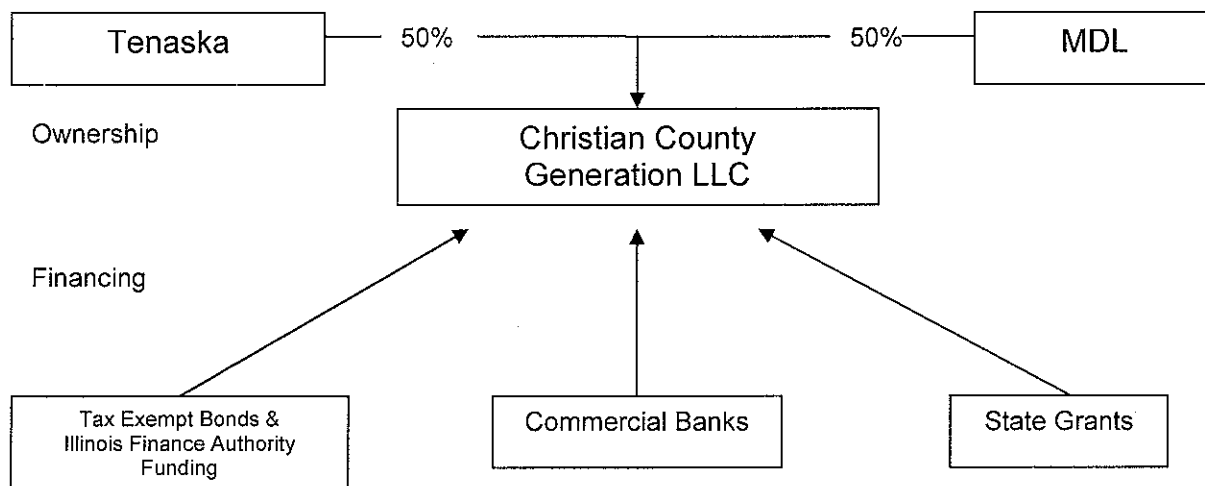 Tenaska
50%
50%
MDL
Ownership
Christian County
Generation LLC
Financing
Tax Exempt Bonds &
Illinois Finance Authority
Funding
Commercial Banks
State Grants